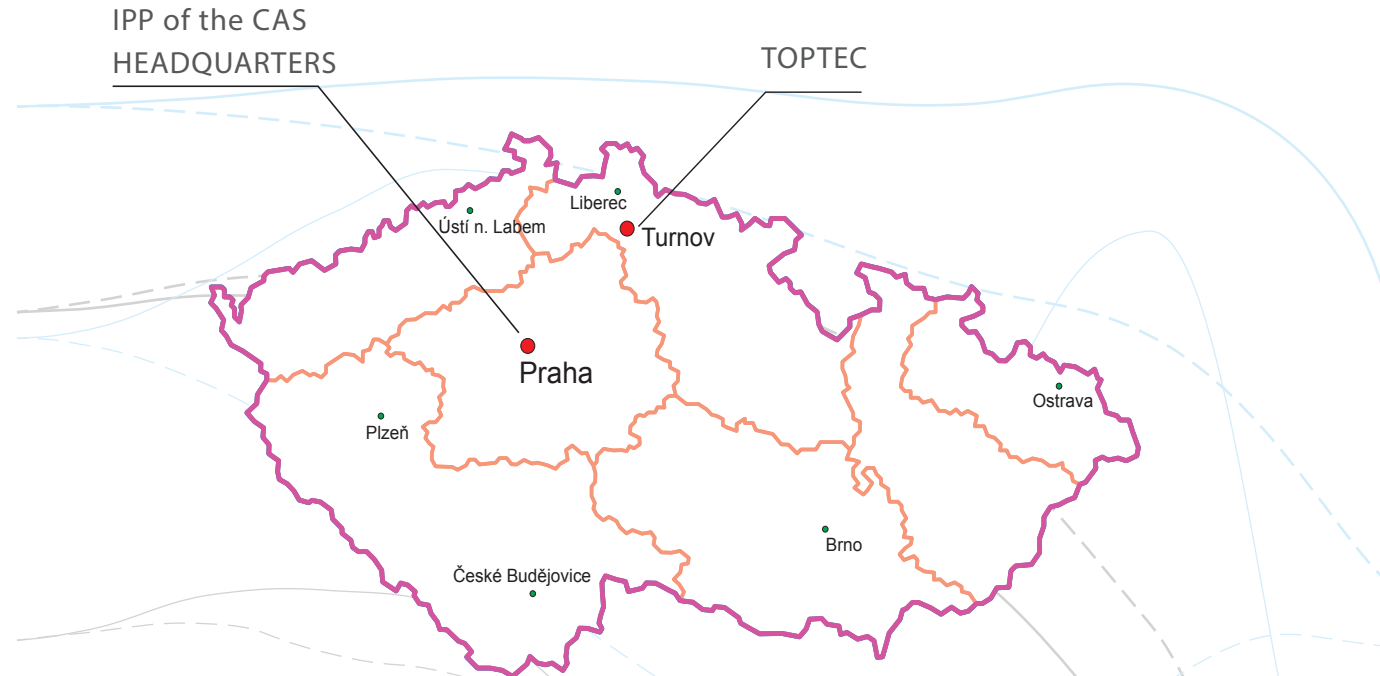 IPP of the CAS
HEADQUARTERS
TOPTEC
Liberec
Ústí n. Labem
Turnov
Praha
Ostrava
Plzeň
Brno
České Budějovice